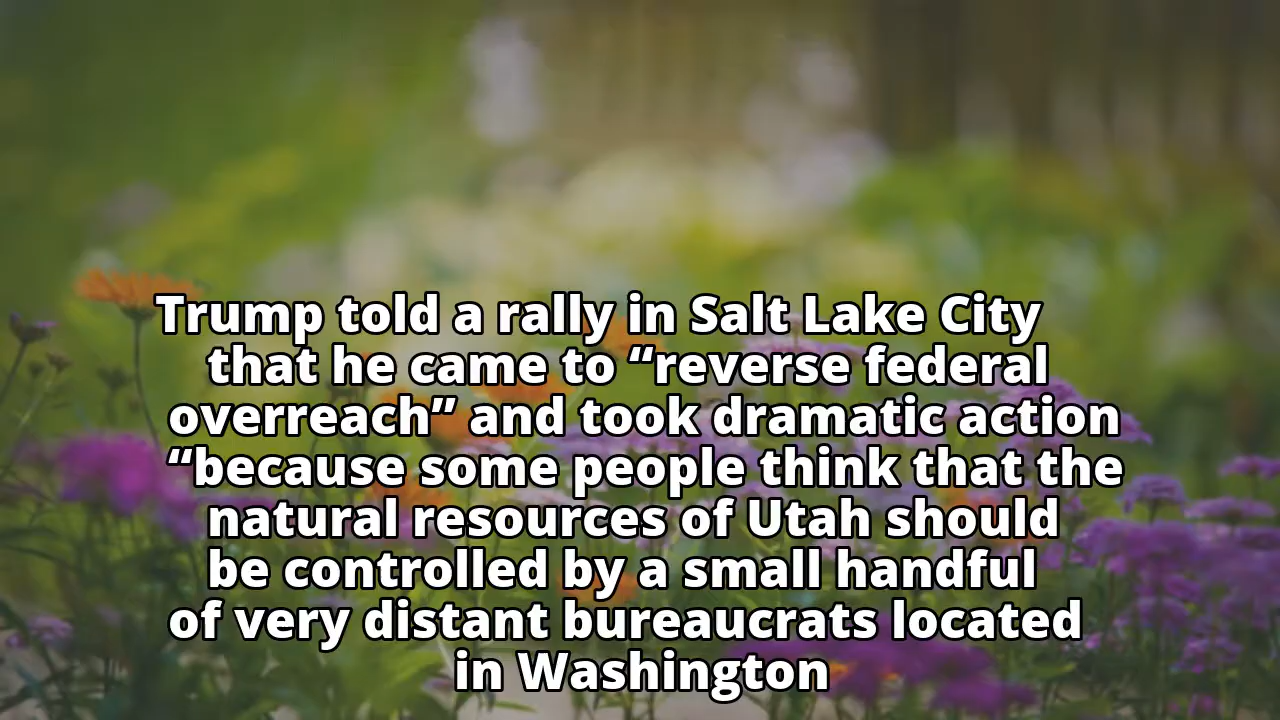 Trump told a rally in Salt Lake City
that he came to “reverse federal
overreach” and took dramatic action
“because some people think that the
natural resources of Utah should
be controlled by a small handful
of very distant bureaucrats located
in Washington